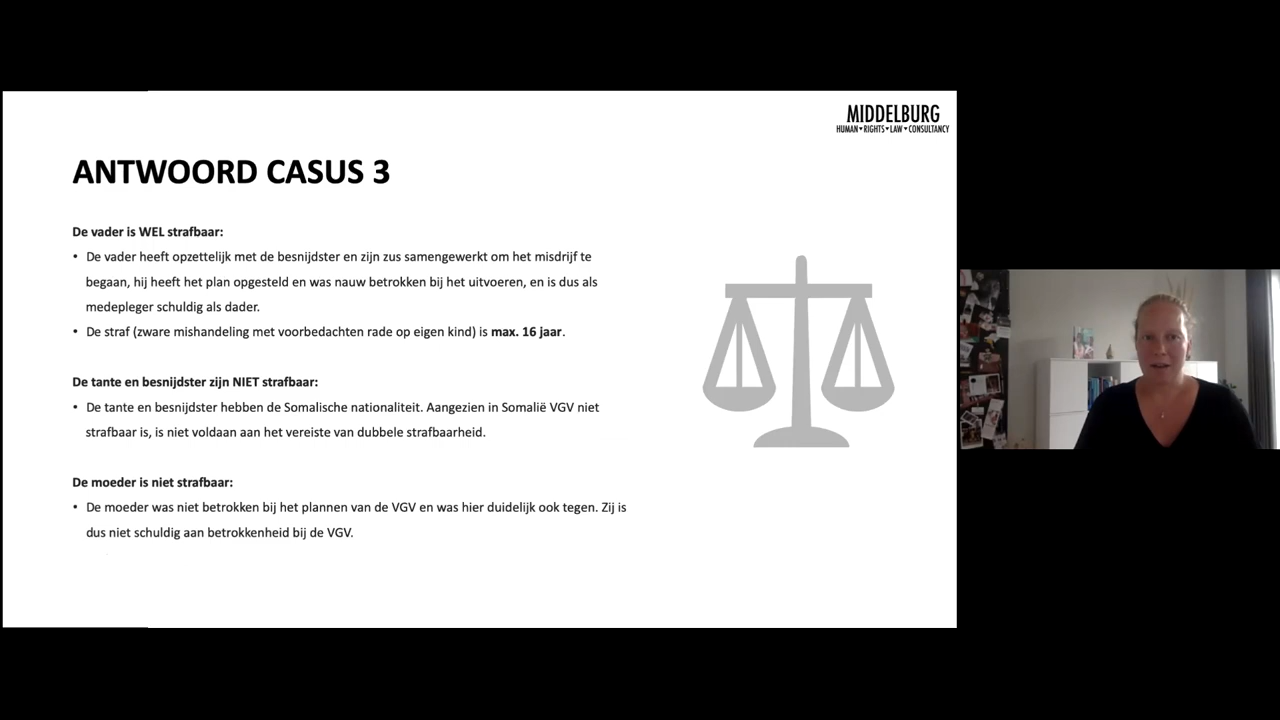 MIDDELBURG
HUMAN♥RIGHTS♥LAW♥CONSULTANCY
ANTWOORD CASUS 3
De vader is WEL strafbaar:
• De vader heeft opzettelijk met de besnijdster en zijn zus samengewerkt om het misdrijf te
begaan, hij heeft het plan opgesteld en was nauw betrokken bij het uitvoeren, en is dus als
medepleger schuldig als dader.
• De straf (zware mishandeling met voorbedachten rade op eigen kind) is max. 16 jaar.
De tante en besnijdster zijn NIET strafbaar:
• De tante en besnijdster hebben de Somalische nationaliteit. Aangezien in Somalië VGV niet
strafbaar is, is niet voldaan aan het vereiste van dubbele strafbaarheid.
De moeder is niet strafbaar:
• De moeder was niet betrokken bij het plannen van de VGV en was hier duidelijk ook tegen. Zij is
dus niet schuldig aan betrokkenheid bij de VGV.